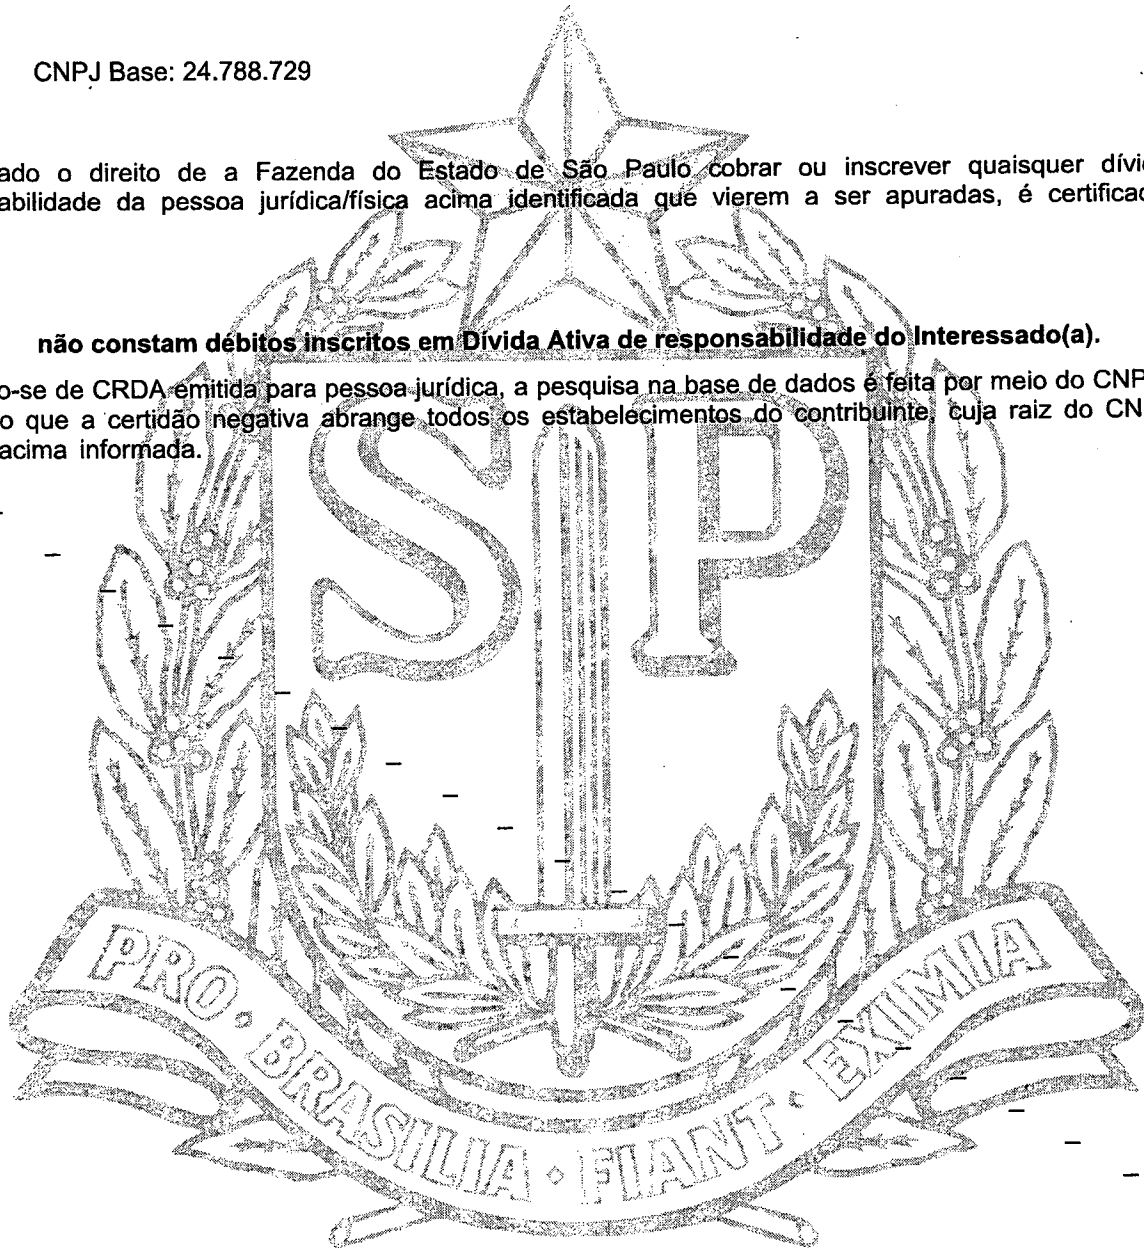 CNPJ Base: 24.788.729
ado o direito de a Fazenda do Estado de São Paulo cobrar ou inscrever quaisquer dívi
abilidade da pessoa jurídica/física acima identificada que vierem a ser apuradas, é certificad
não constam débitos inscritos em Dívida Ativa de responsabilidade do Interessado(a).
o-se de CRDA emitida para pessoa jurídica, a pesquisa na base de dados é feita por meio do CNP
o que a certidão negativa abrange todos os estabelecimentos do contribuinte, cuja raiz do CN
acima informada.
SP
PRO • BRASILIA • FIANT • EXIMIA